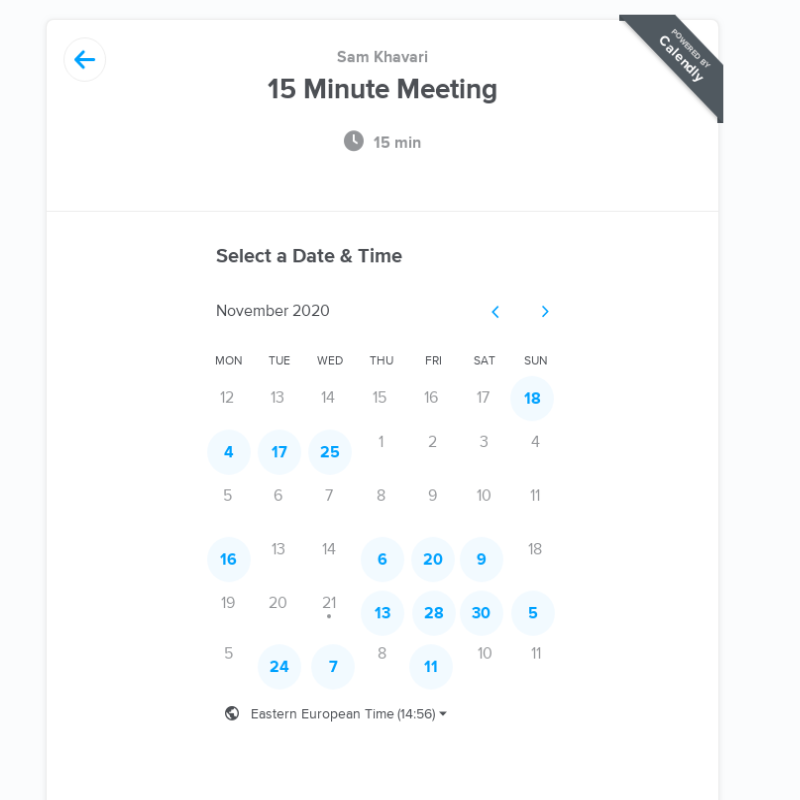 POWERED BY
Calendly
Sam Khavari
15 Minute Meeting
15 min
Select a Date & Time
November 2020
MON TUE WED THU FRI SAT SUN
12 13 14 15 16 17 18
4 17 25 1 2 3 4
5 6 7 8 9 10 11
16 13 14 6 20 9 18
19 20 21 13 28 30 5
5 24 7 8 11 10 11
Eastern European Time (14:56)